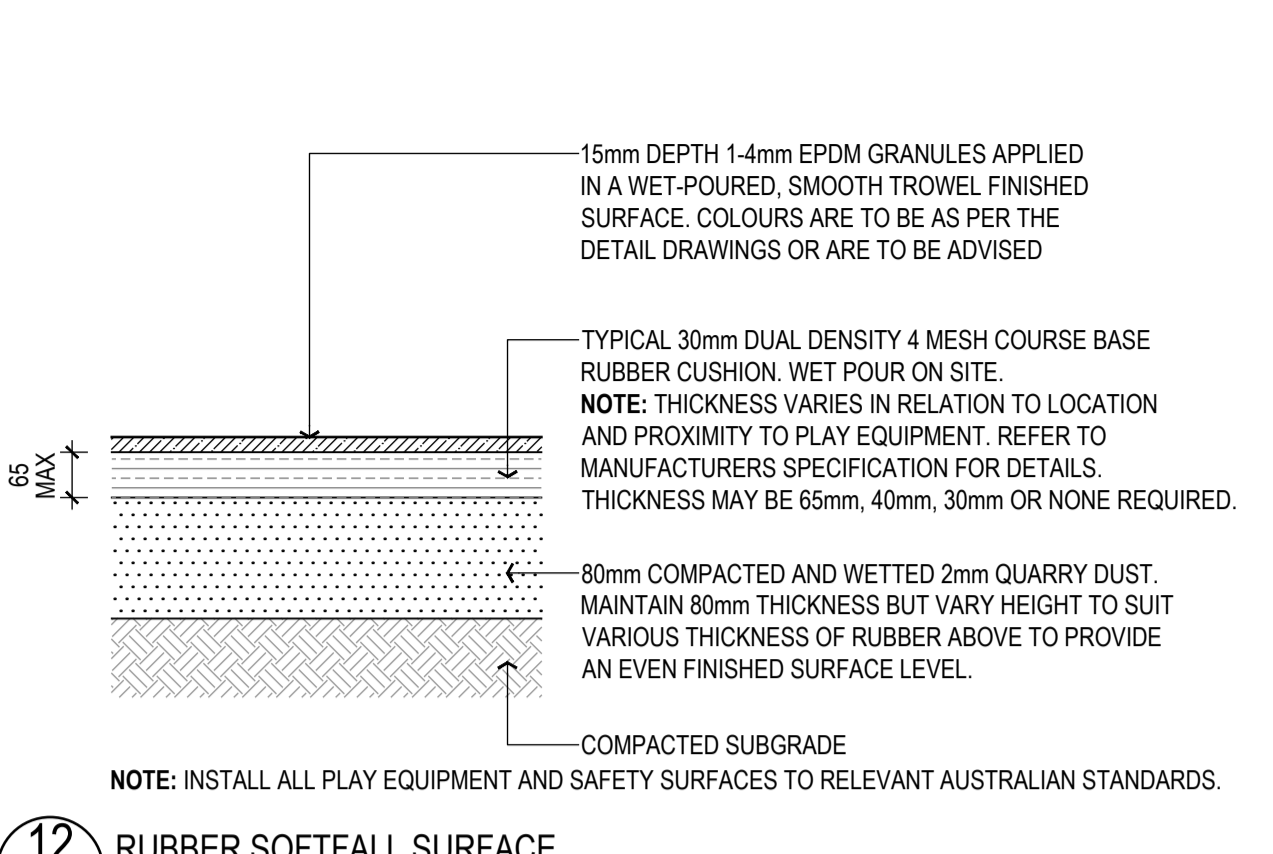 15mm DEPTH 1-4mm EPDM GRANULES APPLIED
IN A WET-POURED, SMOOTH TROWEL FINISHED
SURFACE. COLOURS ARE TO BE AS PER THE
DETAIL DRAWINGS OR ARE TO BE ADVISED
TYPICAL 30mm DUAL DENSITY 4 MESH COURSE BASE
RUBBER CUSHION. WET POUR ON SITE.
NOTE: THICKNESS VARIES IN RELATION TO LOCATION
AND PROXIMITY TO PLAY EQUIPMENT. REFER TO
MANUFACTURERS SPECIFICATION FOR DETAILS.
THICKNESS MAY BE 65mm, 40mm, 30mm OR NONE REQUIRED.
65
MAX
80mm COMPACTED AND WETTED 2mm QUARRY DUST.
MAINTAIN 80mm THICKNESS BUT VARY HEIGHT TO SUIT
VARIOUS THICKNESS OF RUBBER ABOVE TO PROVIDE
AN EVEN FINISHED SURFACE LEVEL.
COMPACTED SUBGRADE
NOTE: INSTALL ALL PLAY EQUIPMENT AND SAFETY SURFACES TO RELEVANT AUSTRALIAN STANDARDS.
12
RUBBER SOFTFALL SURFACE